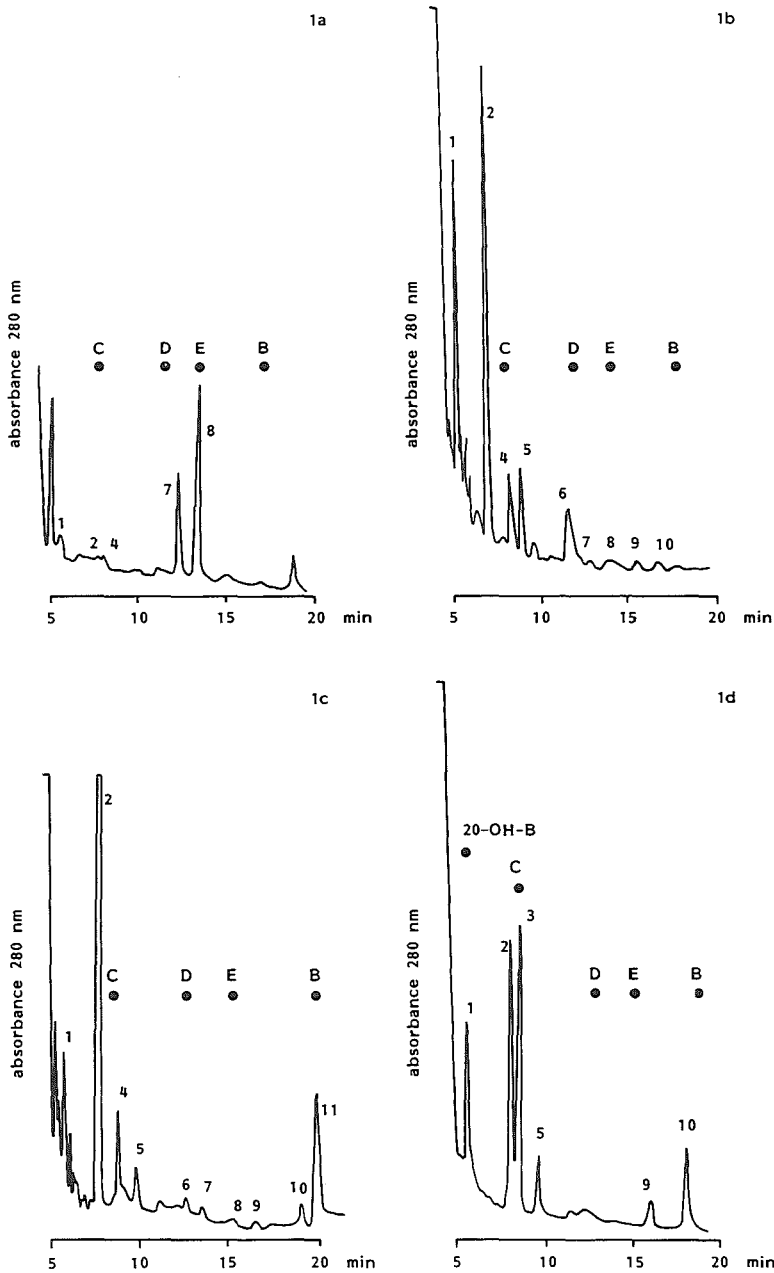 1a
absorbance 280 nm
C D E B
1 2 4 7 8
5 10 15 20 min
1b
absorbance 280 nm
C D E B
1 2 4 5 6 7 8 9 10
5 10 15 20 min
1c
absorbance 280 nm
C D E B
1 2 4 5 6 7 8 9 10 11
5 10 15 20 min
1d
absorbance 280 nm
20-OH-B
C
D E B
1 2 3 5 9 10
5 10 15 20 min